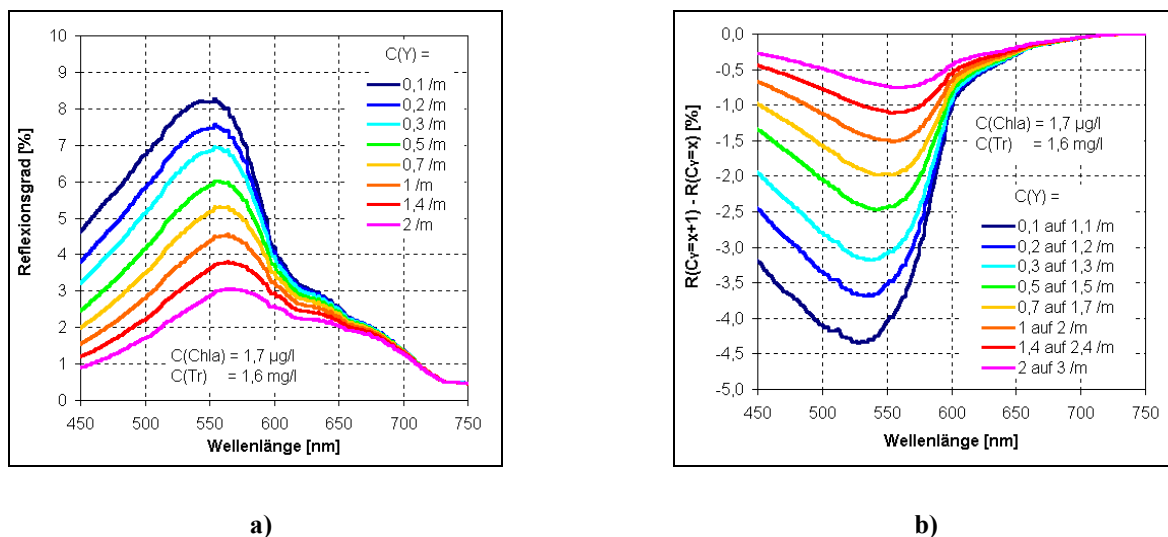 10
9
8
7
6
5
4
3
2
1
0
Reflexionsgrad [%]
C(Y) =
0,1 /m
0,2 /m
0,3 /m
0,5 /m
0,7 /m
1 /m
1,4 /m
2 /m
C(Chla) = 1,7 µg/l
C(Tr) = 1,6 mg/l
450 500 550 600 650 700 750
Wellenlänge [nm]
a)
0,0
-0,5
-1,0
-1,5
-2,0
-2,5
-3,0
-3,5
-4,0
-4,5
-5,0
R(CY=x+1) - R(CY=x) [%]
C(Chla) = 1,7 µg/l
C(Tr) = 1,6 mg/l
C(Y) =
0,1 auf 1,1 /m
0,2 auf 1,2 /m
0,3 auf 1,3 /m
0,5 auf 1,5 /m
0,7 auf 1,7 /m
1 auf 2 /m
1,4 auf 2,4 /m
2 auf 3 /m
450 500 550 600 650 700 750
Wellenlänge [nm]
b)